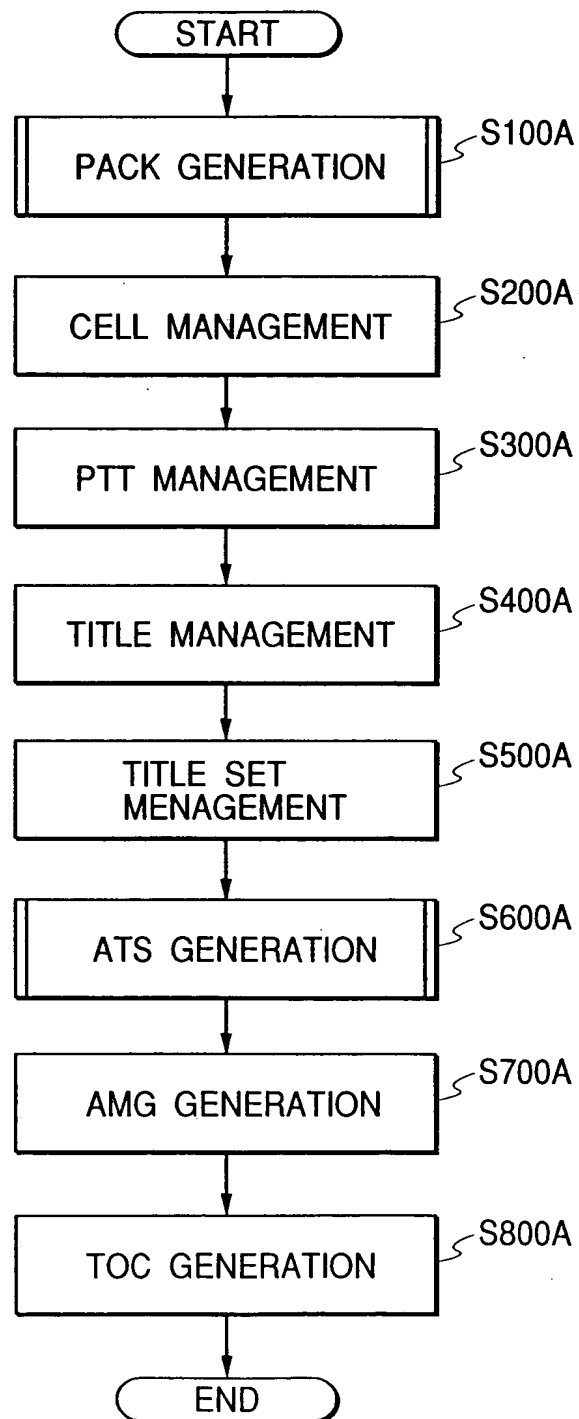 START
PACK GENERATION
S100A
CELL MANAGEMENT
S200A
PTT MANAGEMENT
S300A
TITLE MANAGEMENT
S400A
TITLE SET
MENAGEMENT
S500A
ATS GENERATION
S600A
AMG GENERATION
S700A
TOC GENERATION
S800A
END